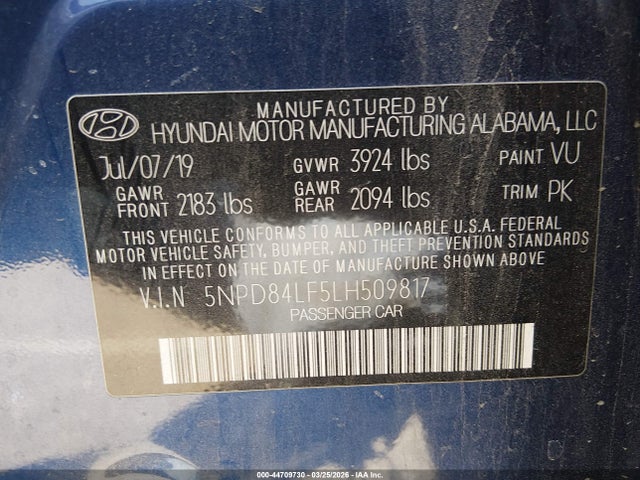 MANUFACTURED BY
HYUNDAI MOTOR MANUFACTURING ALABAMA, LLC
Jul/07/19 GVWR 3924 lbs PAINT VU
GAWR FRONT 2183 lbs GAWR REAR 2094 lbs TRIM PK
THIS VEHICLE CONFORMS TO ALL APPLICABLE U.S.A. FEDERAL
MOTOR VEHICLE SAFETY, BUMPER, AND THEFT PREVENTION STANDARDS
IN EFFECT ON THE DATE OF MANUFACTURE SHOWN ABOVE
V.I.N 5NPD84LF5LH509817
PASSENGER CAR
000-44709730 - 03/25/2026 - COPART